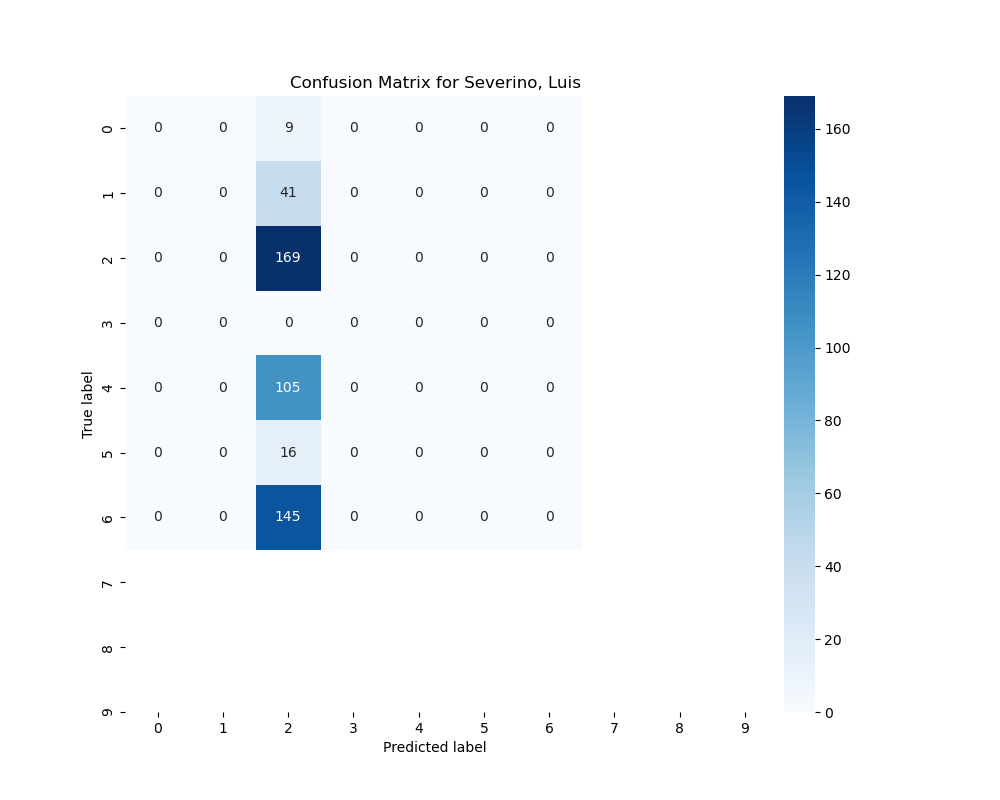 Confusion Matrix for Severino, Luis
0 0 0 9 0 0 0 0 160
1 0 0 41 0 0 0 0 140
2 0 0 169 0 0 0 0 120
3 0 0 0 0 0 0 0 100
4 0 0 105 0 0 0 0 80
5 0 0 16 0 0 0 0 60
6 0 0 145 0 0 0 0 40
7
8 20
9 0
0 1 2 3 4 5 6 7 8 9
True label
Predicted label